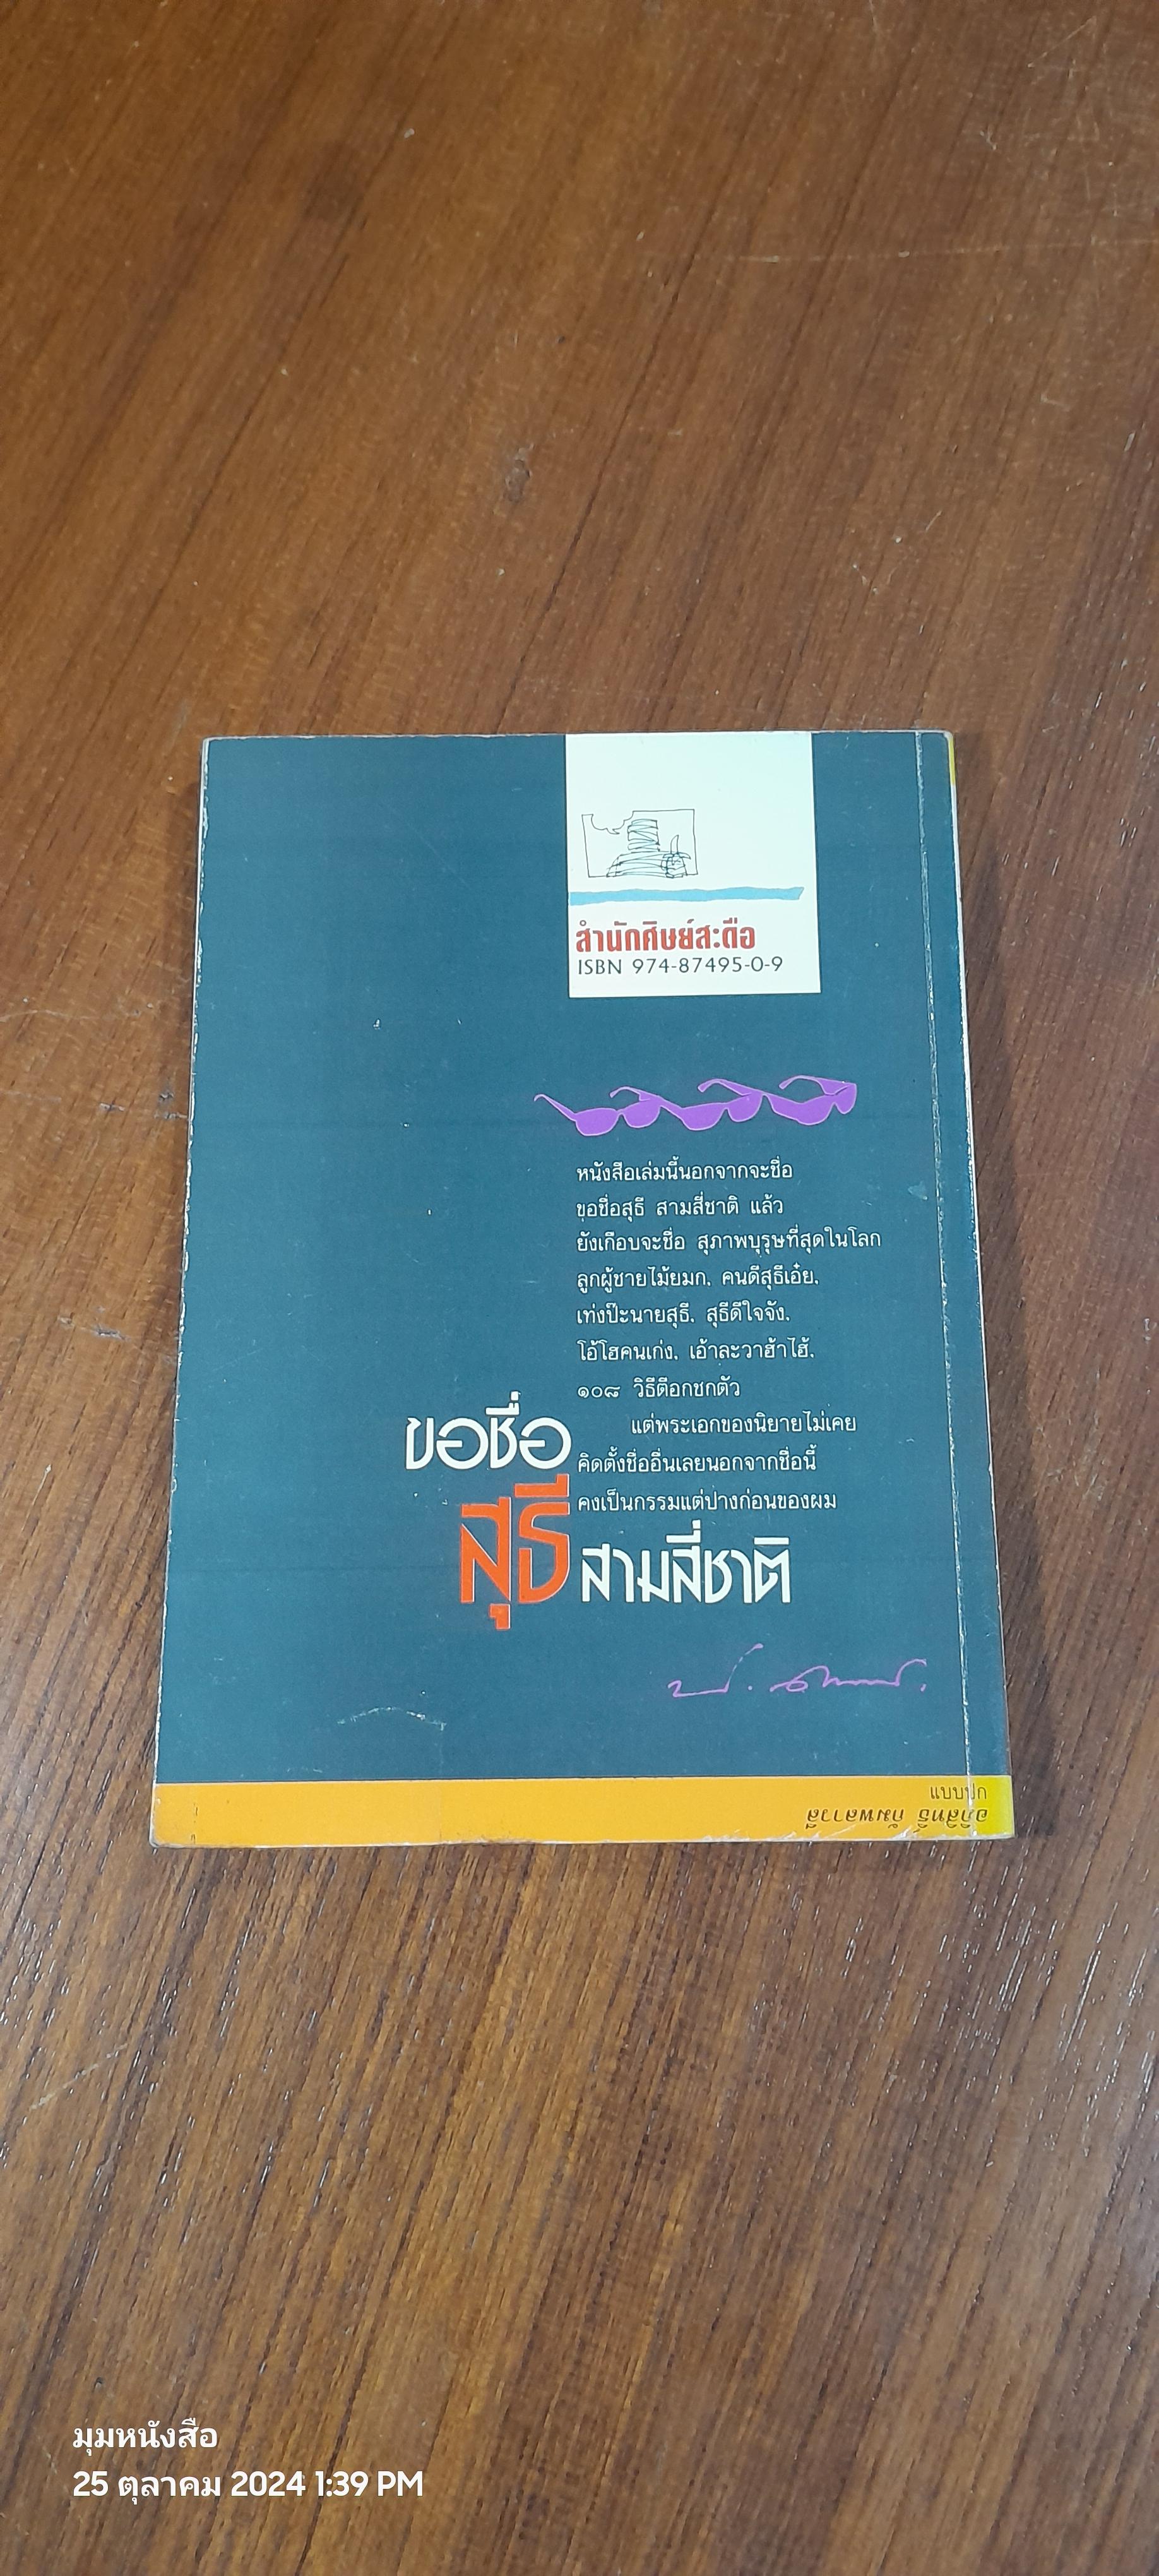 สำนักศิษย์สะดือ
ISBN 974-87495-0-9
หนังสือเล่มนี้นอกจากจะชื่อ
ขอชื่อสุธี สามสี่ชาติ แล้ว
ยังเกือบจะชื่อ สุภาพบุรุษที่สุดในโลก
ลูกผู้ชายไม้ยมก, คนดีสุธีเอ๋ย,
เท่งป๊ะนายสุธี, สุธีดีใจจัง,
โอ้โฮคนเก่ง, เอ้าละวาฮ้าไฮ้,
๑๐๘ วิธีตีอกชกตัว
แต่พระเอกของนิยายไม่เคย
คิดตั้งชื่ออื่นเลยนอกจากชื่อนี้
คงเป็นกรรมแต่ปางก่อนของผม
ขอชื่อ
สุธี
สามสี่ชาติ
แบบปก
มุมหนังสือ
25 ตุลาคม 2024 1:39 PM